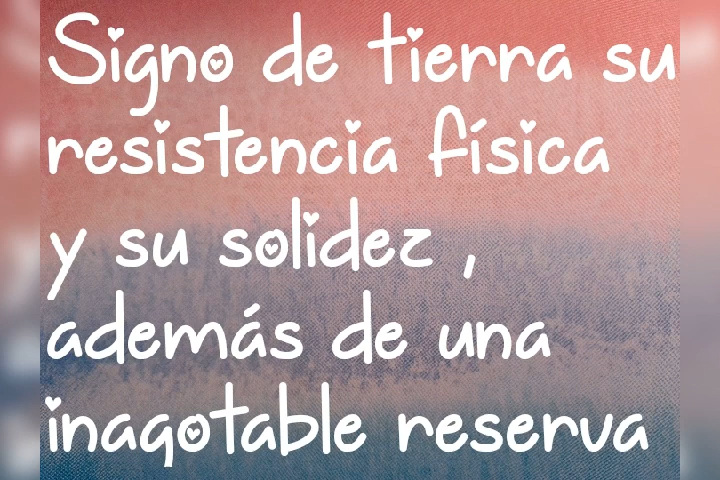 Signo de tierra su
resistencia física
y su solidez ,
además de una
inagotable reserva